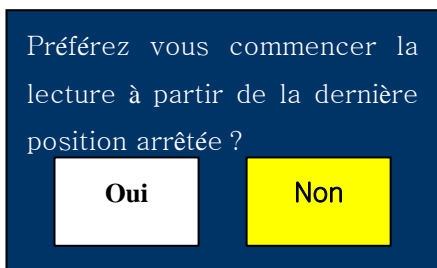 Préférez vous commencer la
lecture à partir de la dernière
position arrêtée ?
Oui Non